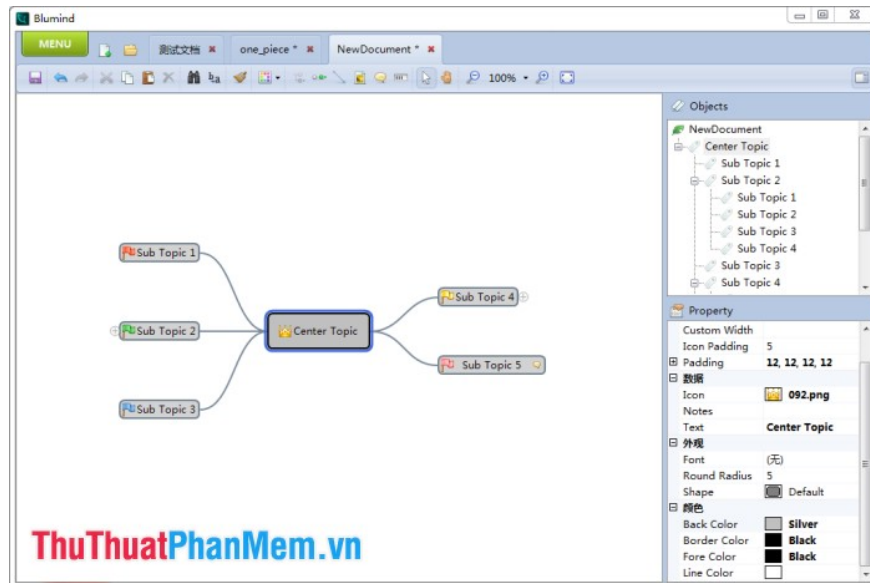 Blumind
MENU
测试文档
one_piece *
NewDocument *
100%
Objects
NewDocument
Center Topic
Sub Topic 1
Sub Topic 2
Sub Topic 1
Sub Topic 2
Sub Topic 3
Sub Topic 4
Sub Topic 3
Sub Topic 4
Sub Topic 1
Sub Topic 2
Sub Topic 3
Center Topic
Sub Topic 4
Sub Topic 5
Property
Custom Width
Icon Padding 5
Padding 12, 12, 12, 12
数据
Icon 092.png
Notes
Text Center Topic
外观
Font (无)
Round Radius 5
Shape Default
颜色
Back Color Silver
Border Color Black
Fore Color Black
Line Color
ThuThuatPhanMem.vn